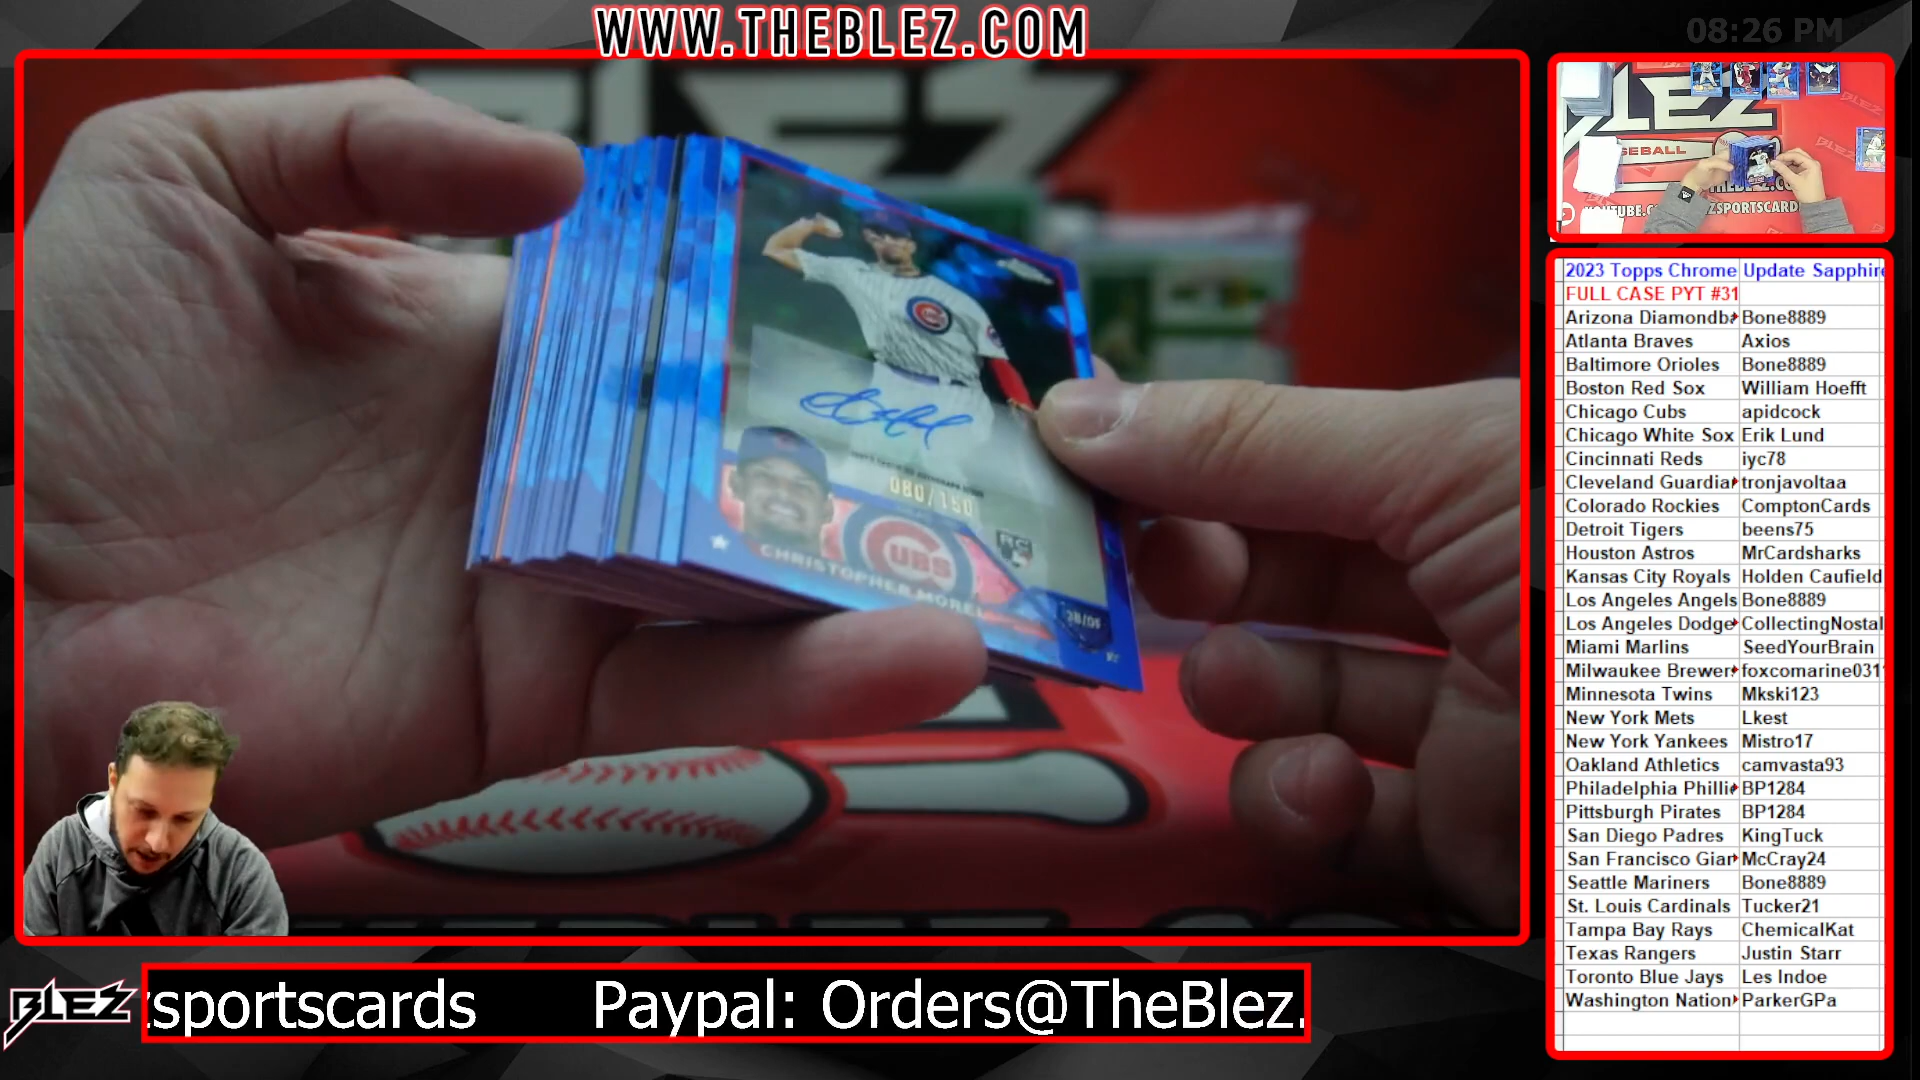 WWW.THEBLEZ.COM
08:26 PM
BLEZ
080/150
RC
CUBS
CHRISTOPHER MOREL
2023 Topps Chrome Update Sapphire
FULL CASE PYT #31
Arizona Diamondba Bone8889
Atlanta Braves Axios
Baltimore Orioles Bone8889
Boston Red Sox William Hoefft
Chicago Cubs apidcock
Chicago White Sox Erik Lund
Cincinnati Reds iyc78
Cleveland Guardia tronjavoltaa
Colorado Rockies ComptonCards
Detroit Tigers beens75
Houston Astros MrCardsharks
Kansas City Royals Holden Caufield
Los Angeles Angels Bone8889
Los Angeles Dodge CollectingNostal
Miami Marlins SeedYourBrain
Milwaukee Brewer foxcomarine031
Minnesota Twins Mkski123
New York Mets Lkest
New York Yankees Mistro17
Oakland Athletics camvasta93
Philadelphia Philli BP1284
Pittsburgh Pirates BP1284
San Diego Padres KingTuck
San Francisco Gian McCray24
Seattle Mariners Bone8889
St. Louis Cardinals Tucker21
Tampa Bay Rays ChemicalKat
Texas Rangers Justin Starr
Toronto Blue Jays Les Indoe
Washington Nation ParkerGPa
BLEZ
zsportscards Paypal: Orders@TheBlez.